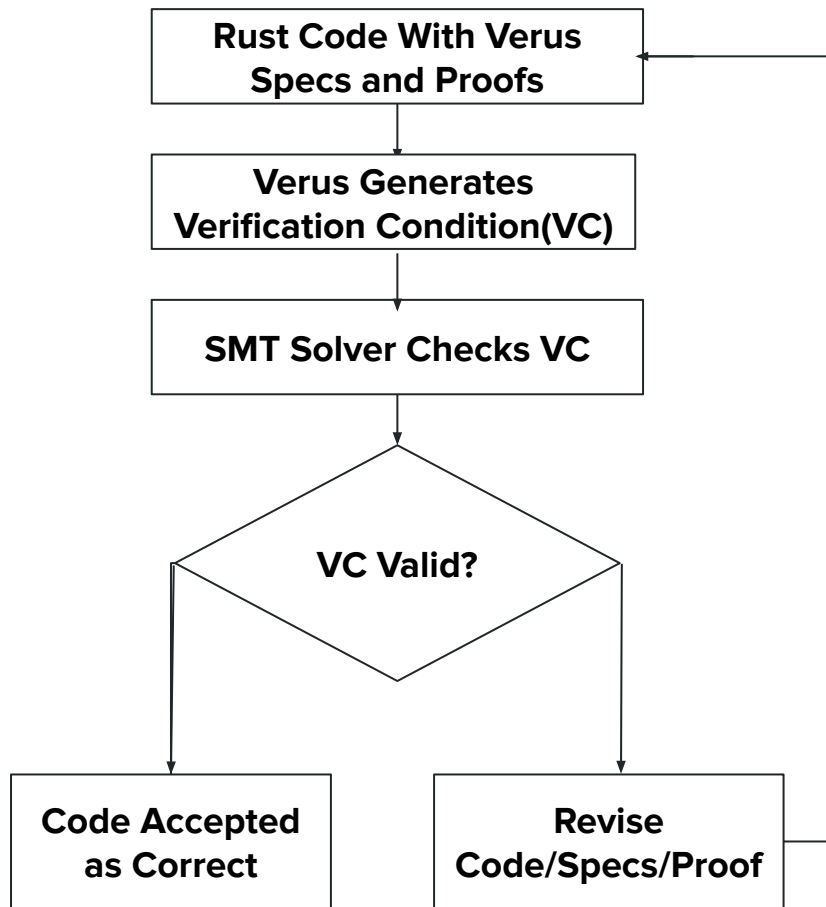 Rust Code With Verus
Specs and Proofs
Verus Generates
Verification Condition(VC)
SMT Solver Checks VC
VC Valid?
Code Accepted
as Correct
Revise
Code/Specs/Proof